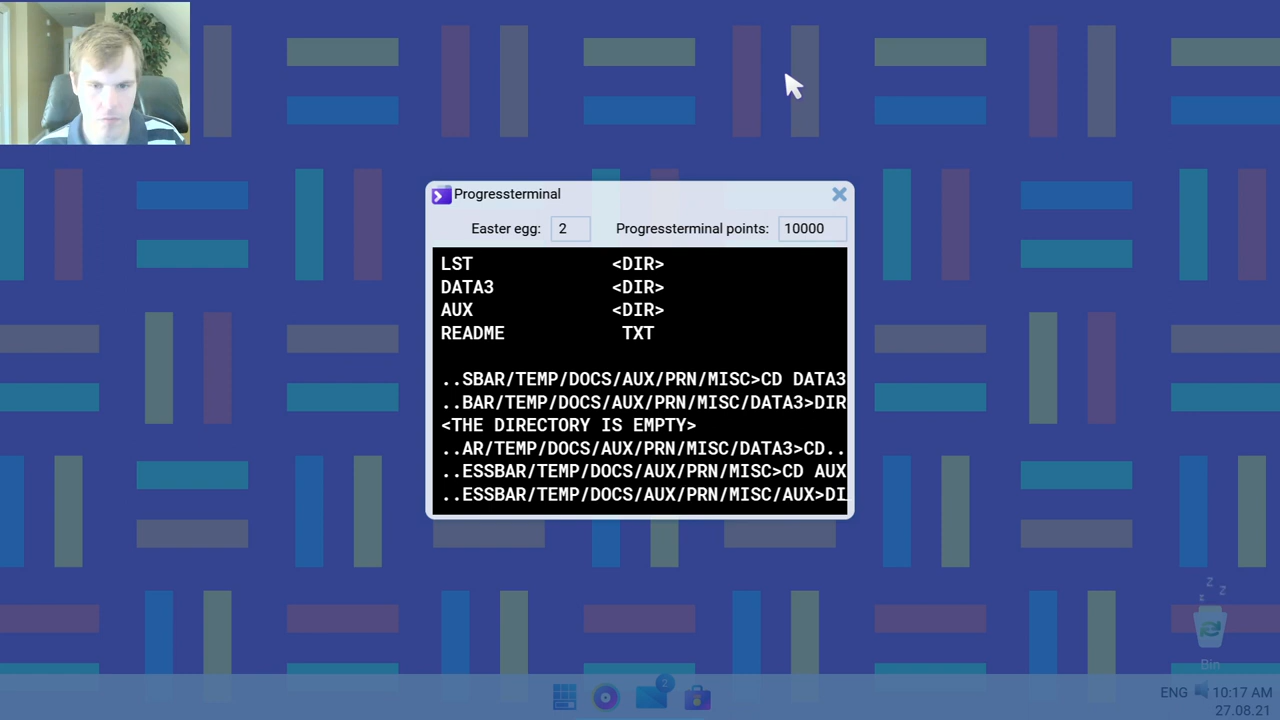 Progressterminal
Easter egg: 2 Progressterminal points: 10000
LST <DIR>
DATA3 <DIR>
AUX <DIR>
README TXT
..SBAR/TEMP/DOCS/AUX/PRN/MISC>CD DATA3
..BAR/TEMP/DOCS/AUX/PRN/MISC/DATA3>DIR
<THE DIRECTORY IS EMPTY>
..AR/TEMP/DOCS/AUX/PRN/MISC/DATA3>CD..
..ESSBAR/TEMP/DOCS/AUX/PRN/MISC>CD AUX
..ESSBAR/TEMP/DOCS/AUX/PRN/MISC/AUX>DI
z z
z
Bin
2
ENG 10:17 AM
27.08.21